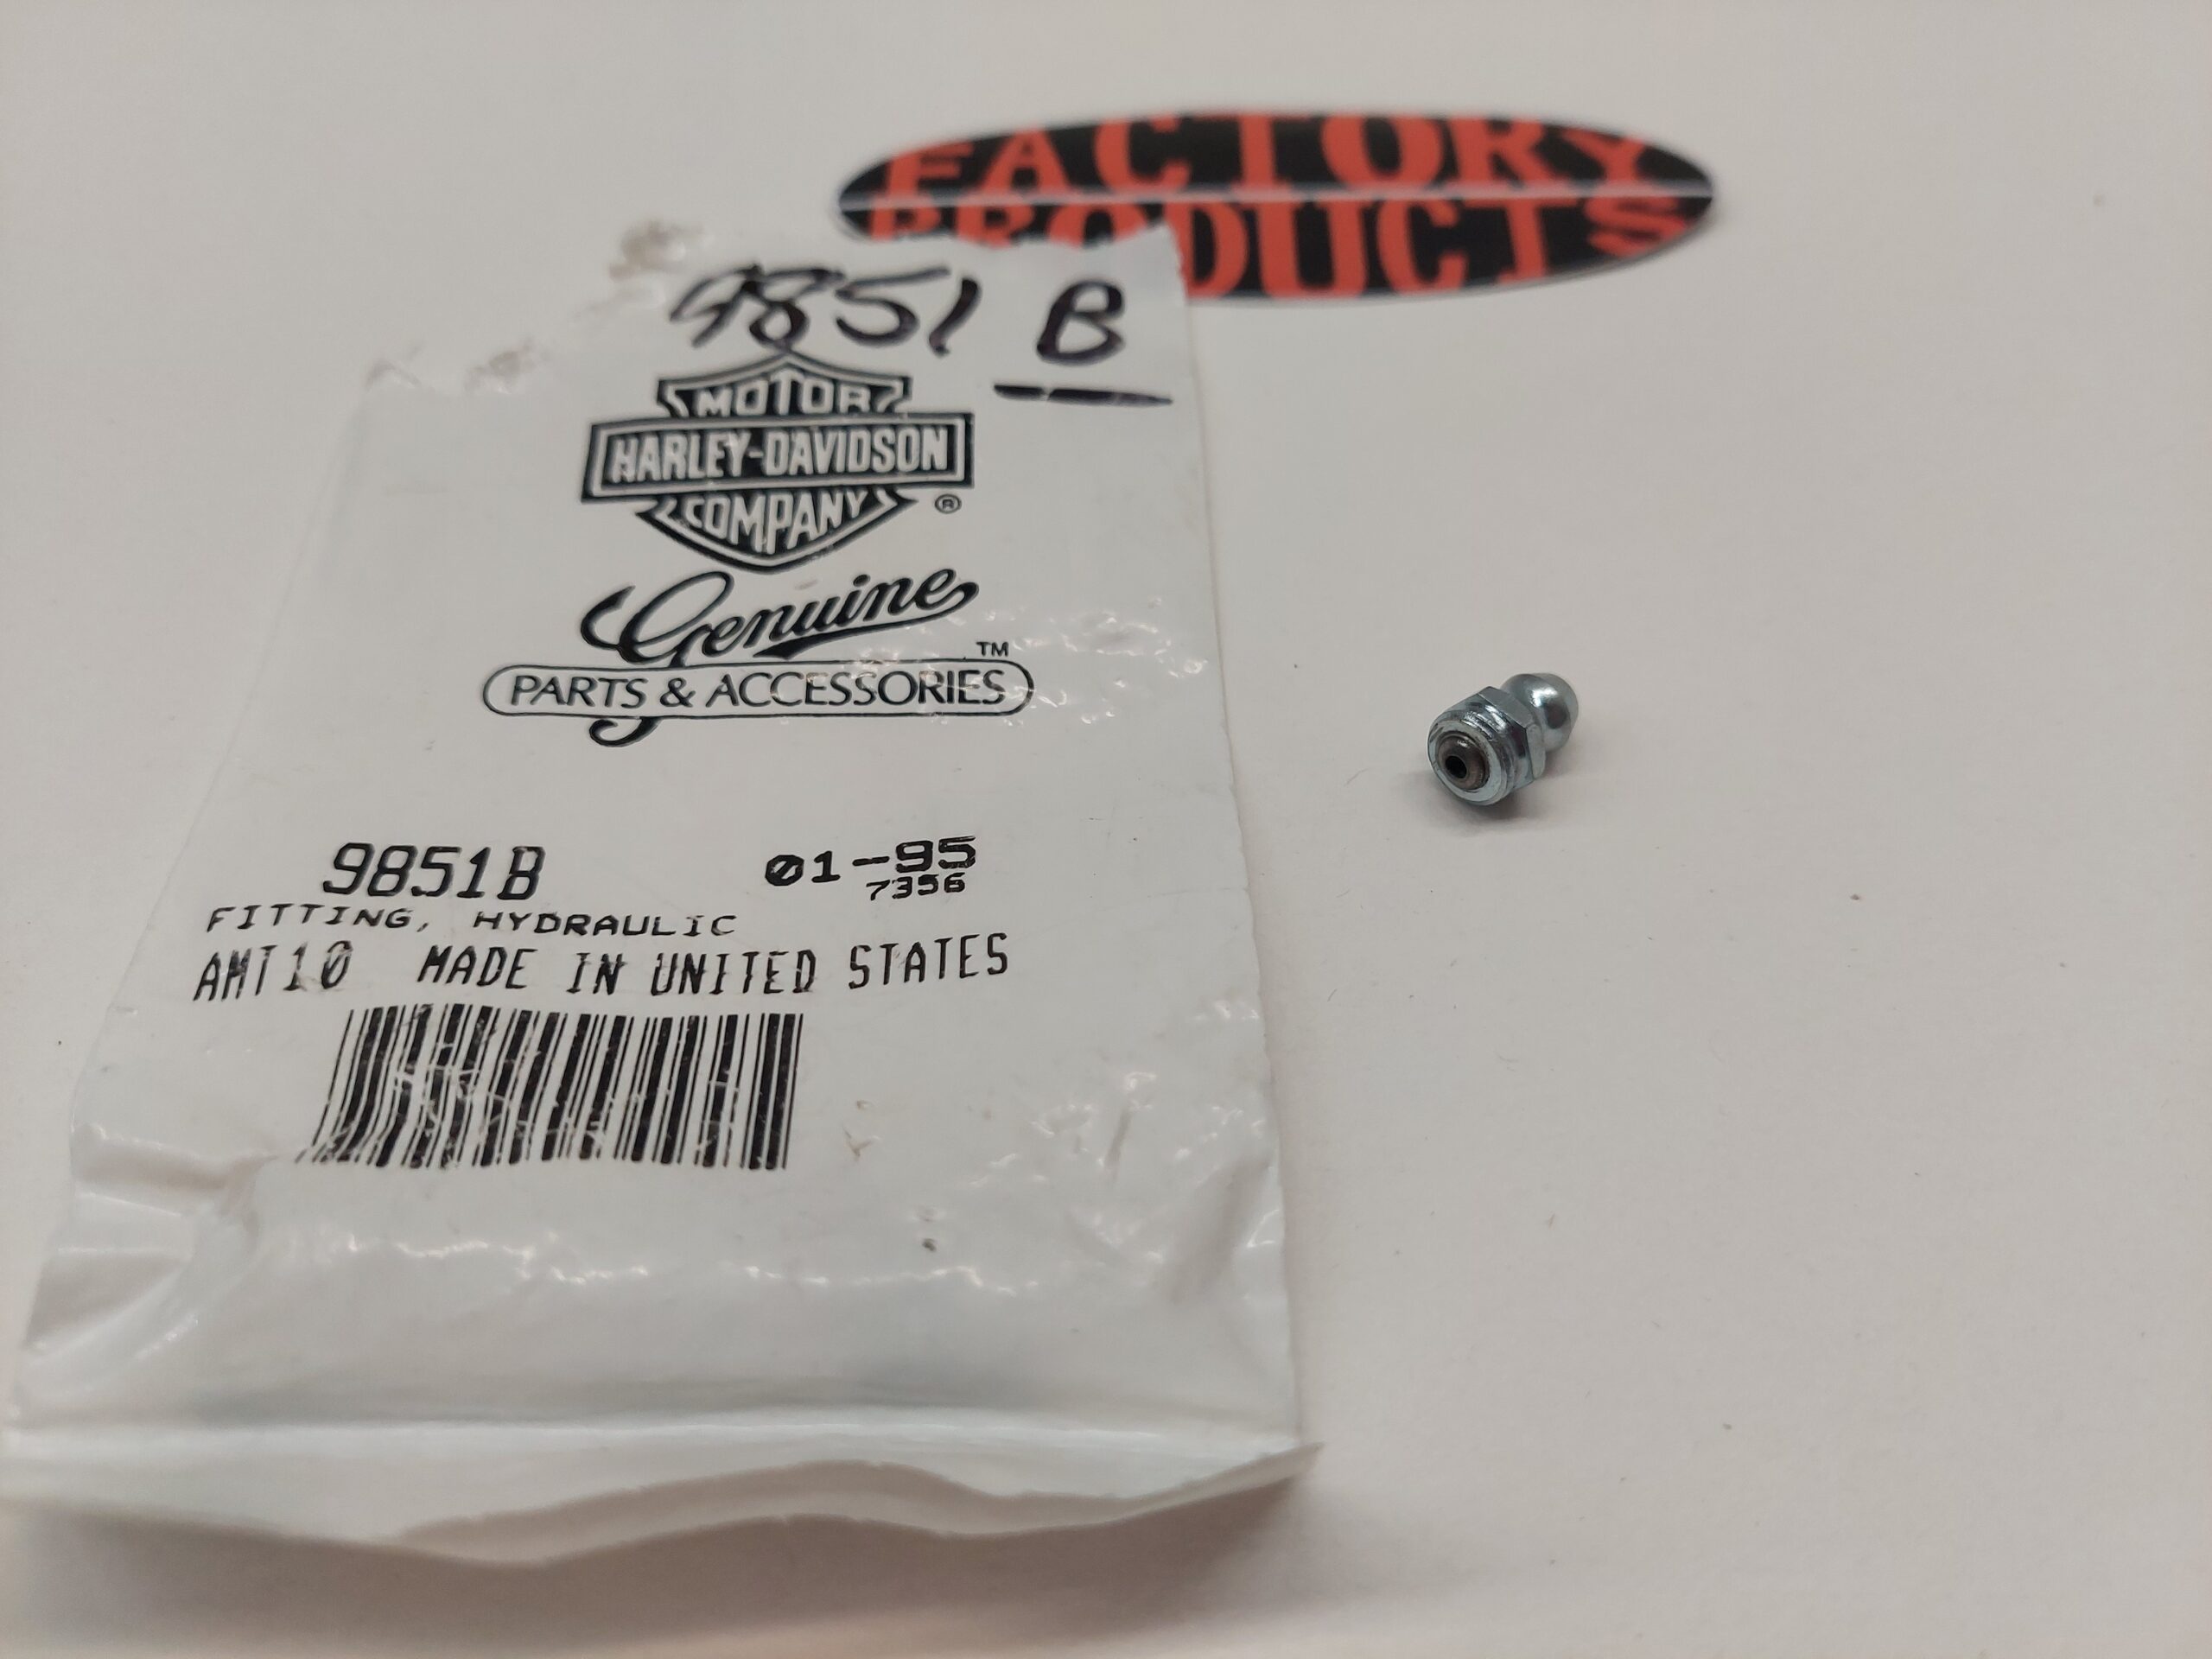 FACTORY
PRODUCTS
9851 B
MOTOR
HARLEY-DAVIDSON
COMPANY ®
Genuine
PARTS & ACCESSORIES ™
9851B 01-95
7356
FITTING, HYDRAULIC
AMT10 MADE IN UNITED STATES